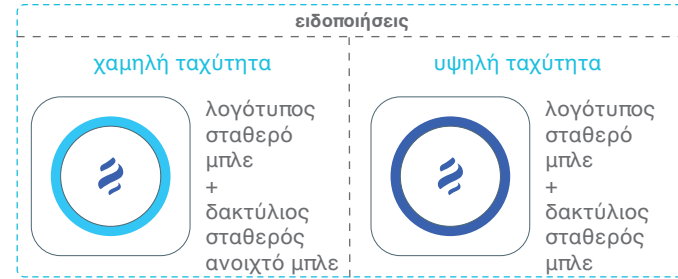 ειδοποιήσεις
χαμηλή ταχύτητα
λογότυπος
σταθερό
μπλε
+
δακτύλιος
σταθερός
ανοιχτό μπλε
υψηλή ταχύτητα
λογότυπος
σταθερό
μπλε
+
δακτύλιος
σταθερός
μπλε